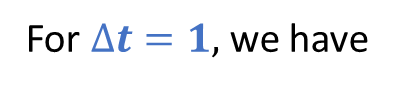 For Δt = 1, we have